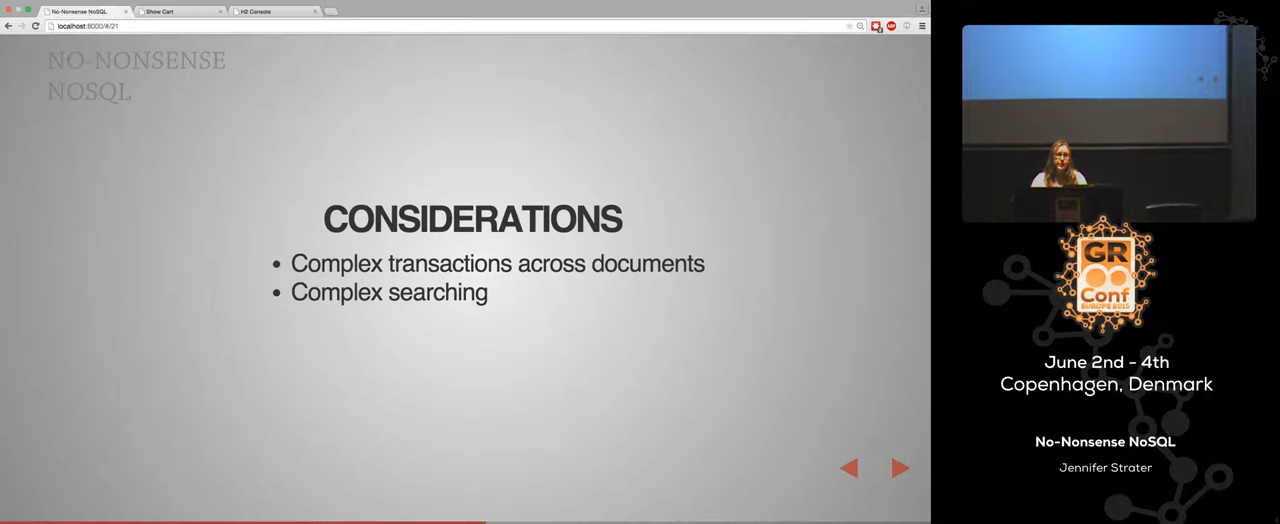 No-Nonsense NoSQL
Show Cart
H2 Console
localhost:8000/#/21
NO-NONSENSE
NOSQL
CONSIDERATIONS
• Complex transactions across documents
• Complex searching
GR
Conf
EUROPE 2015
June 2nd - 4th
Copenhagen, Denmark
No-Nonsense NoSQL
Jennifer Strater